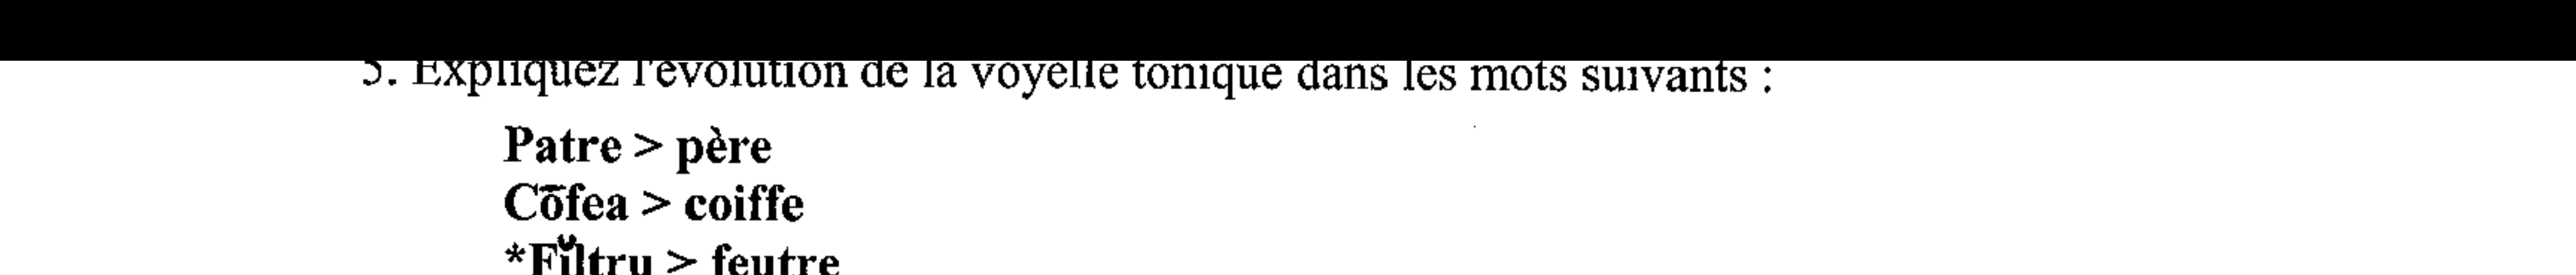 5. Expliquez l'évolution de la voyelle tonique dans les mots suivants :
Patre > père
Cōfea > coiffe
*Fĭltru > feutre